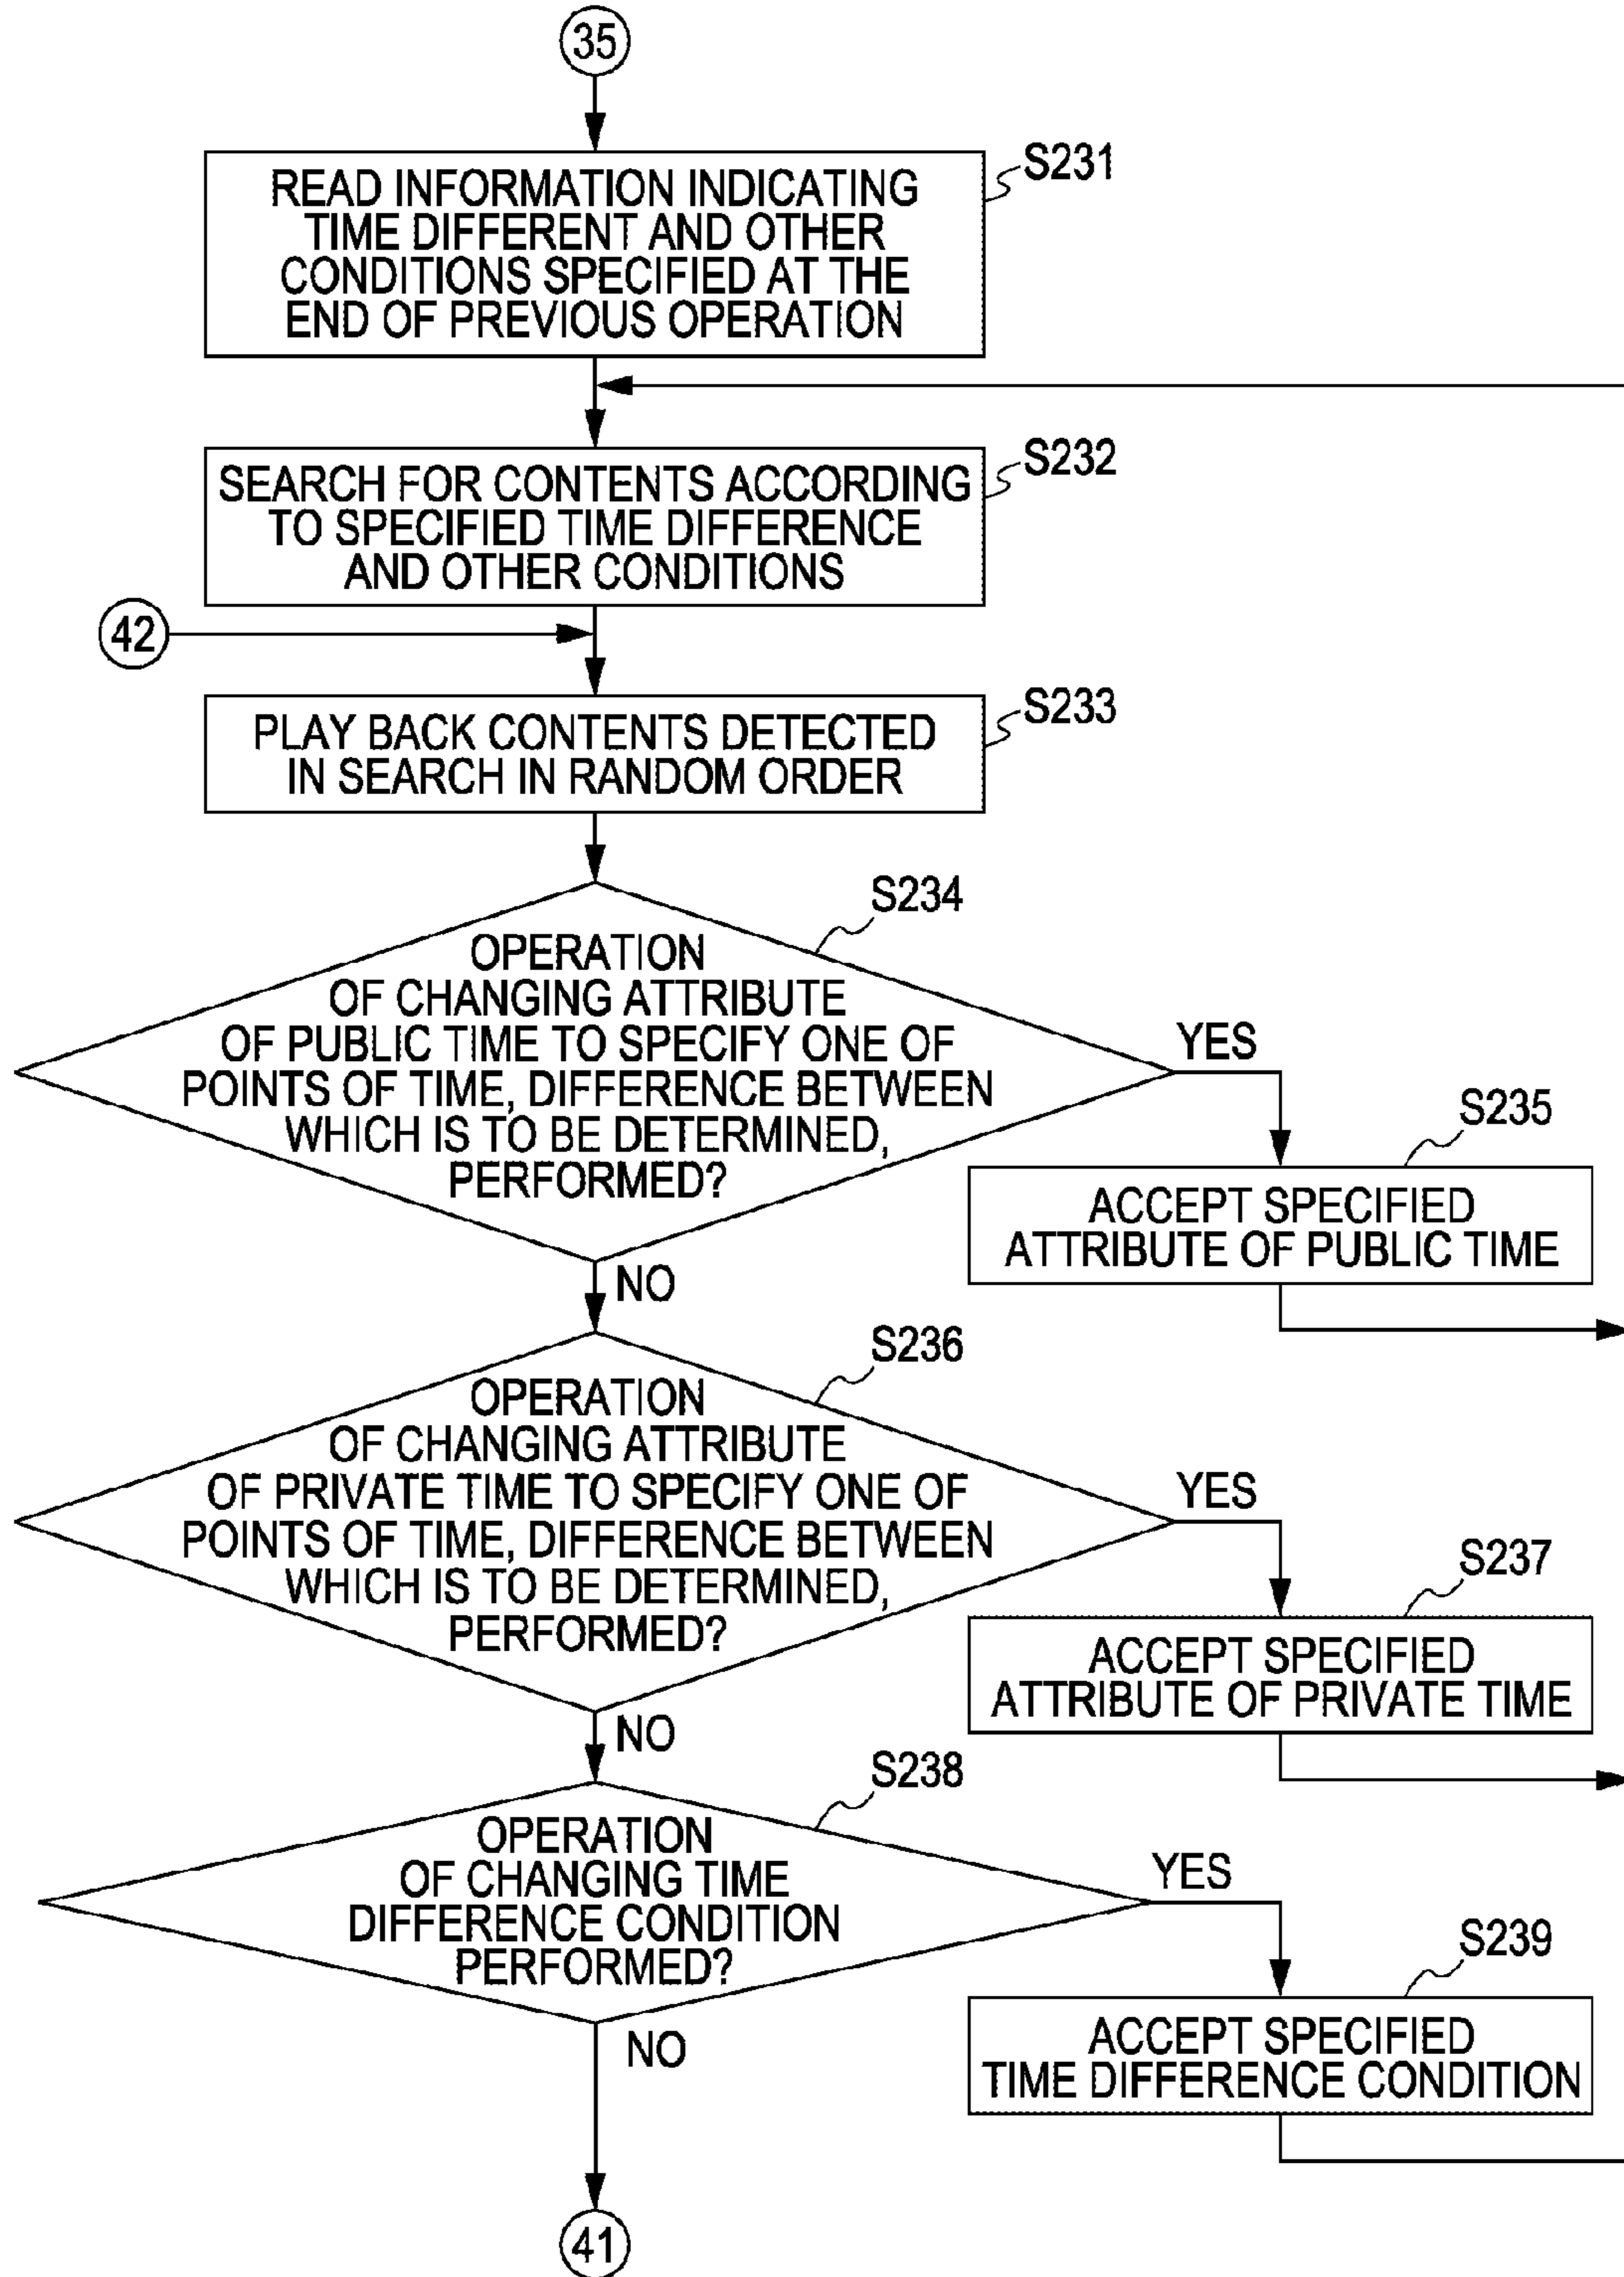 35
READ INFORMATION INDICATING
TIME DIFFERENT AND OTHER
CONDITIONS SPECIFIED AT THE
END OF PREVIOUS OPERATION
S231
SEARCH FOR CONTENTS ACCORDING
TO SPECIFIED TIME DIFFERENCE
AND OTHER CONDITIONS
S232
42
PLAY BACK CONTENTS DETECTED
IN SEARCH IN RANDOM ORDER
S233
S234
OPERATION
OF CHANGING ATTRIBUTE
OF PUBLIC TIME TO SPECIFY ONE OF
POINTS OF TIME, DIFFERENCE BETWEEN
WHICH IS TO BE DETERMINED,
PERFORMED?
YES
S235
ACCEPT SPECIFIED
ATTRIBUTE OF PUBLIC TIME
NO
S236
OPERATION
OF CHANGING ATTRIBUTE
OF PRIVATE TIME TO SPECIFY ONE OF
POINTS OF TIME, DIFFERENCE BETWEEN
WHICH IS TO BE DETERMINED,
PERFORMED?
YES
S237
ACCEPT SPECIFIED
ATTRIBUTE OF PRIVATE TIME
NO
S238
OPERATION
OF CHANGING TIME
DIFFERENCE CONDITION
PERFORMED?
YES
S239
ACCEPT SPECIFIED
TIME DIFFERENCE CONDITION
NO
41